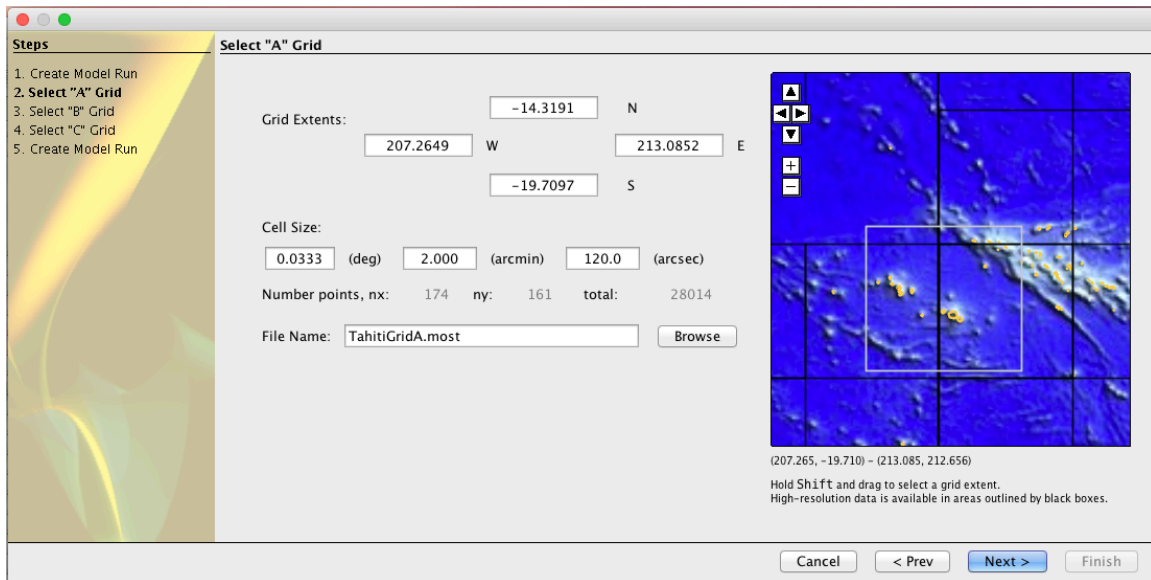 Steps
1. Create Model Run
2. Select "A" Grid
3. Select "B" Grid
4. Select "C" Grid
5. Create Model Run
Select "A" Grid
Grid Extents:
-14.3191 N
207.2649 W 213.0852 E
-19.7097 S
Cell Size:
0.0333 (deg) 2.000 (arcmin) 120.0 (arcsec)
Number points, nx: 174 ny: 161 total: 28014
File Name: TahitiGridA.most Browse
(207.265, -19.710) - (213.085, 212.656)
Hold Shift and drag to select a grid extent.
High-resolution data is available in areas outlined by black boxes.
Cancel < Prev Next > Finish